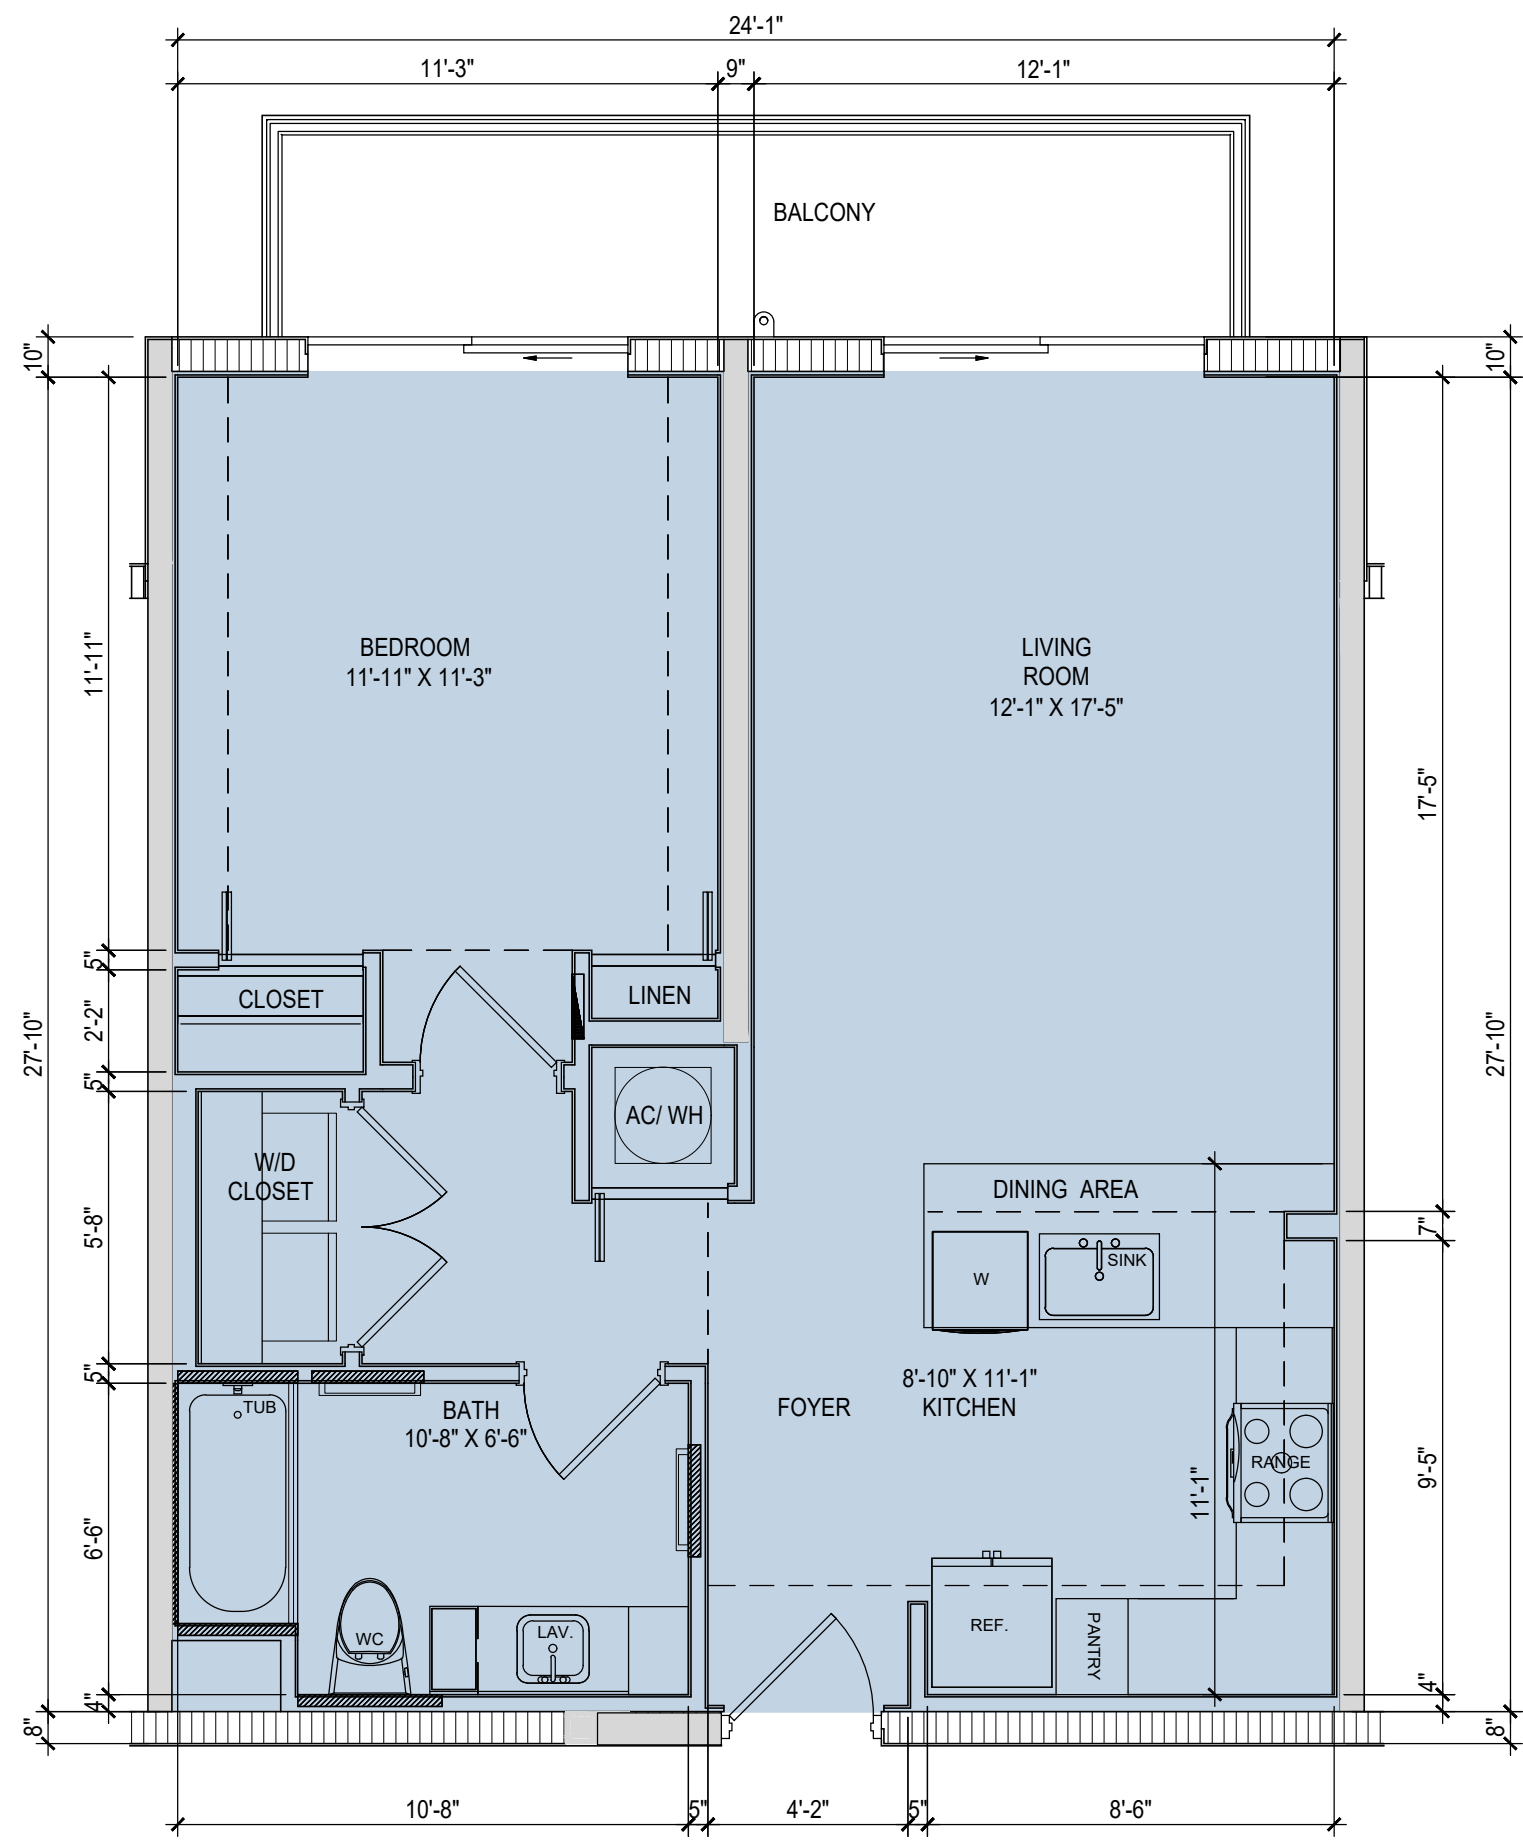 24'-1"
11'-3"
9"
12'-1"
BALCONY
10"
10"
BEDROOM
11'-11" X 11'-3"
LIVING
ROOM
12'-1" X 17'-5"
11'-11"
17'-5"
27'-10"
27'-10"
5"
2'-2"
5"
CLOSET
LINEN
AC/ WH
W/D
CLOSET
5'-8"
DINING AREA
7"
W
SINK
5"
8'-10" X 11'-1"
KITCHEN
FOYER
TUB
BATH
10'-8" X 6'-6"
RANGE
11'-1"
9'-5"
6'-6"
WC
LAV.
REF.
PANTRY
4"
4"
8"
8"
10'-8"
5"
4'-2"
5"
8'-6"